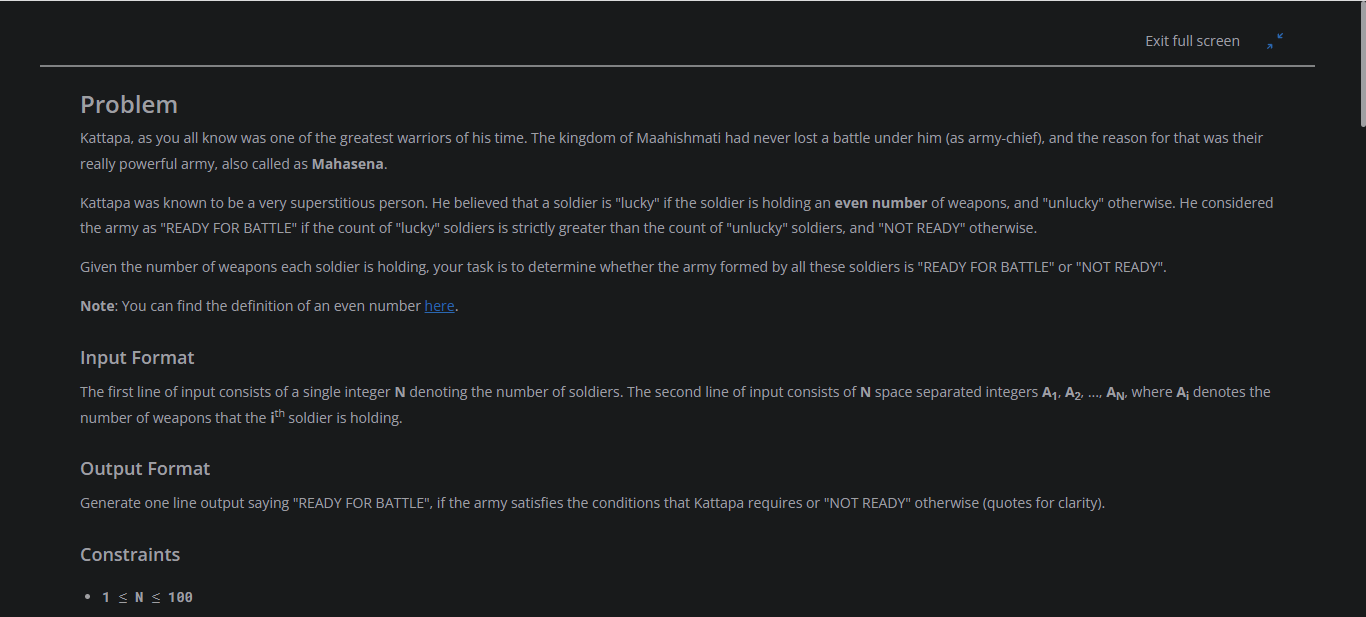 Exit full screen
Problem
Kattapa, as you all know was one of the greatest warriors of his time. The kingdom of Maahishmati had never lost a battle under him (as army-chief), and the reason for that was their
really powerful army, also called as Mahasena.
Kattapa was known to be a very superstitious person. He believed that a soldier is "lucky" if the soldier is holding an even number of weapons, and "unlucky" otherwise. He considered
the army as "READY FOR BATTLE" if the count of "lucky" soldiers is strictly greater than the count of "unlucky" soldiers, and "NOT READY" otherwise.
Given the number of weapons each soldier is holding, your task is to determine whether the army formed by all these soldiers is "READY FOR BATTLE" or "NOT READY".
Note: You can find the definition of an even number here.
Input Format
The first line of input consists of a single integer N denoting the number of soldiers. The second line of input consists of N space separated integers A₁, A₂, ..., A_N, where A_i denotes the
number of weapons that the iᵗʰ soldier is holding.
Output Format
Generate one line output saying "READY FOR BATTLE", if the army satisfies the conditions that Kattapa requires or "NOT READY" otherwise (quotes for clarity).
Constraints
• 1 ≤ N ≤ 100